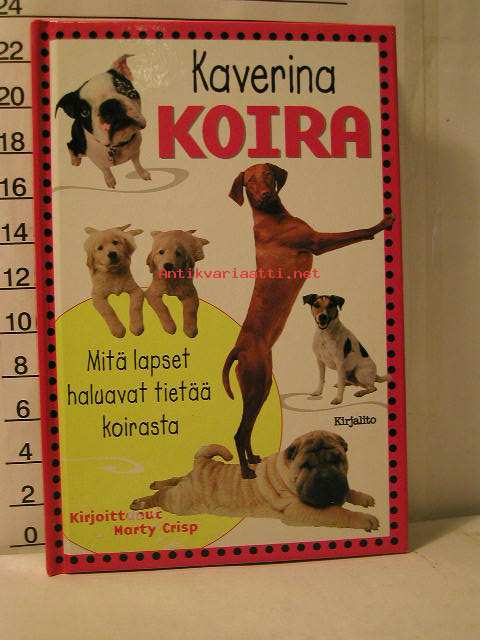 24
22
20
18
16
14
12
10
8
6
4
2
0
Kaverina
KOIRA
Antikvariaatti.net
Mitä lapset
haluavat tietää
koirasta
Kirjalito
Kirjoittanut
Marty Crisp